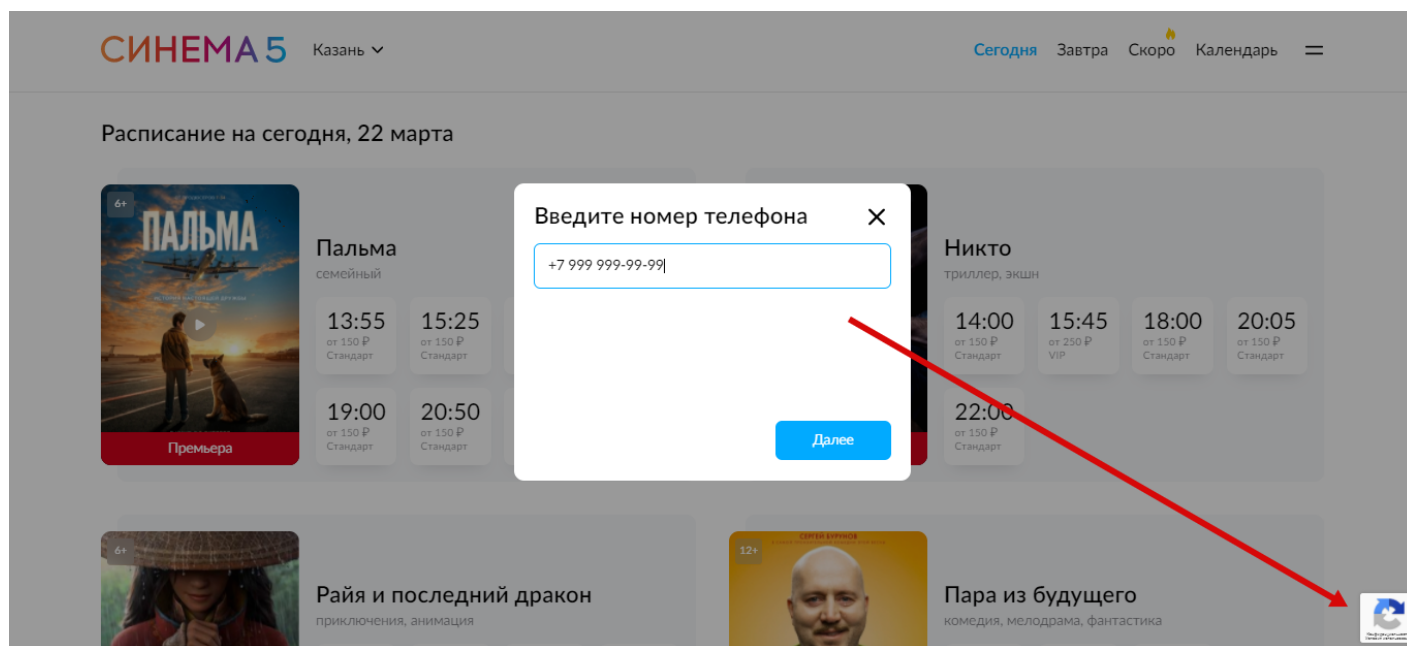 СИНЕМА 5
Казань
Сегодня Завтра Скоро Календарь
Расписание на сегодня, 22 марта
6+
ПАЛЬМА
Премьера
Пальма
семейный
13:55
от 150 ₽
Стандарт
15:25
от 150 ₽
Стандарт
19:00
от 150 ₽
Стандарт
20:50
от 150 ₽
Стандарт
Введите номер телефона
+7 999 999-99-99
Далее
Никто
триллер, экшн
14:00
от 150 ₽
Стандарт
15:45
от 250 ₽
VIP
18:00
от 150 ₽
Стандарт
20:05
от 150 ₽
Стандарт
22:00
от 150 ₽
Стандарт
6+
Райя и последний дракон
приключения, анимация
12+
СЕРГЕЙ БУРУНОВ
Пара из будущего
комедия, мелодрама, фантастика